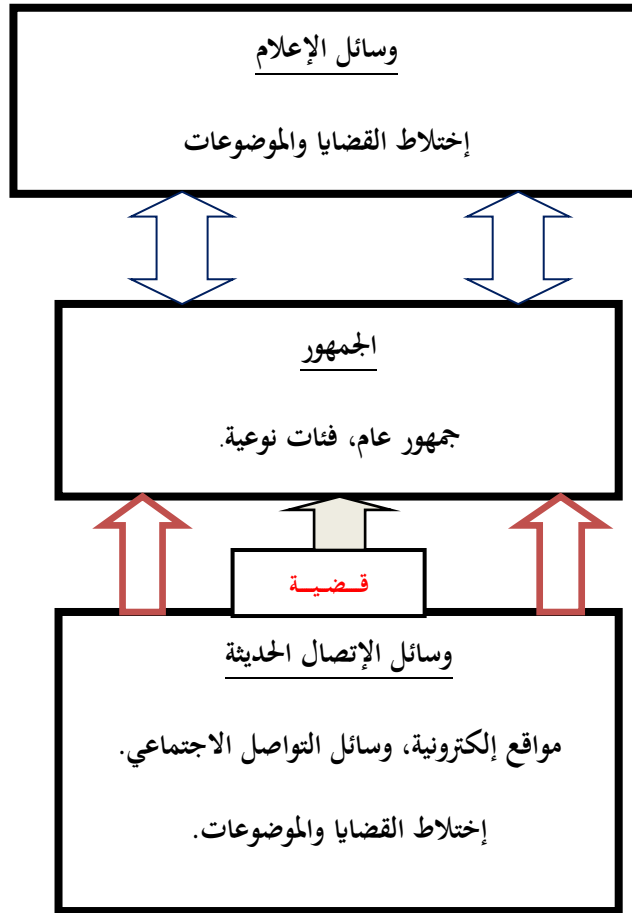 وسائل الإعلام
إختلاط القضايا والموضوعات
الجمهور
جمهور عام، فئات نوعية.
قــضـيــة
وسائل الإتصال الحديثة
مواقع إلكترونية، وسائل التواصل الاجتماعي.
إختلاط القضايا والموضوعات.